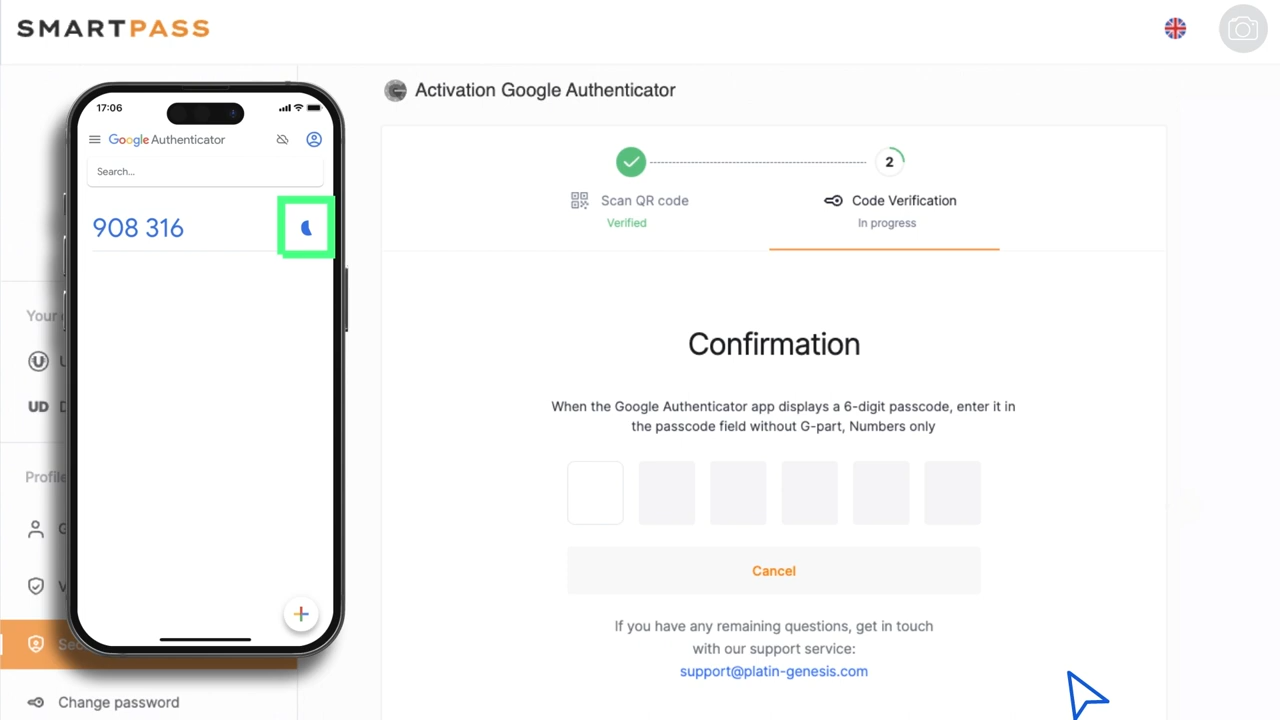 SMARTPASS
17:06
Google Authenticator
Search...
908 316
Your
UD
Profile
Change password
Activation Google Authenticator
2
Scan QR code
Verified
Code Verification
In progress
Confirmation
When the Google Authenticator app displays a 6-digit passcode, enter it in
the passcode field without G-part, Numbers only
Cancel
If you have any remaining questions, get in touch
with our support service:
support@platin-genesis.com